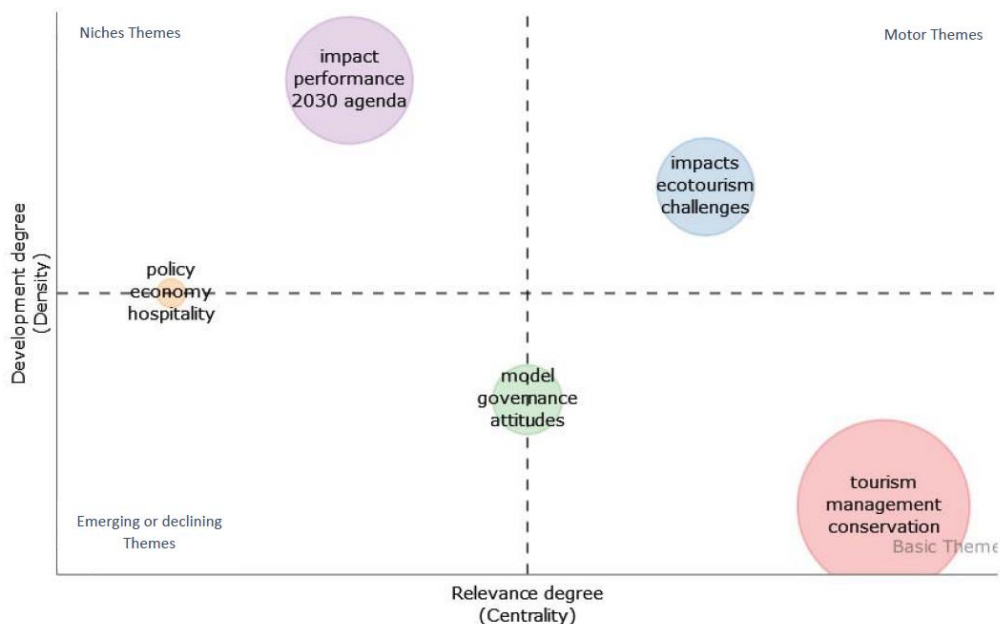 Niches Themes
Motor Themes
impact
performance
2030 agenda
impacts
ecotourism
challenges
policy
economy
hospitality
model
governance
attitudes
tourism
management
conservation
Basic Theme
Emerging or declining
Themes
Development degree
(Density)
Relevance degree
(Centrality)